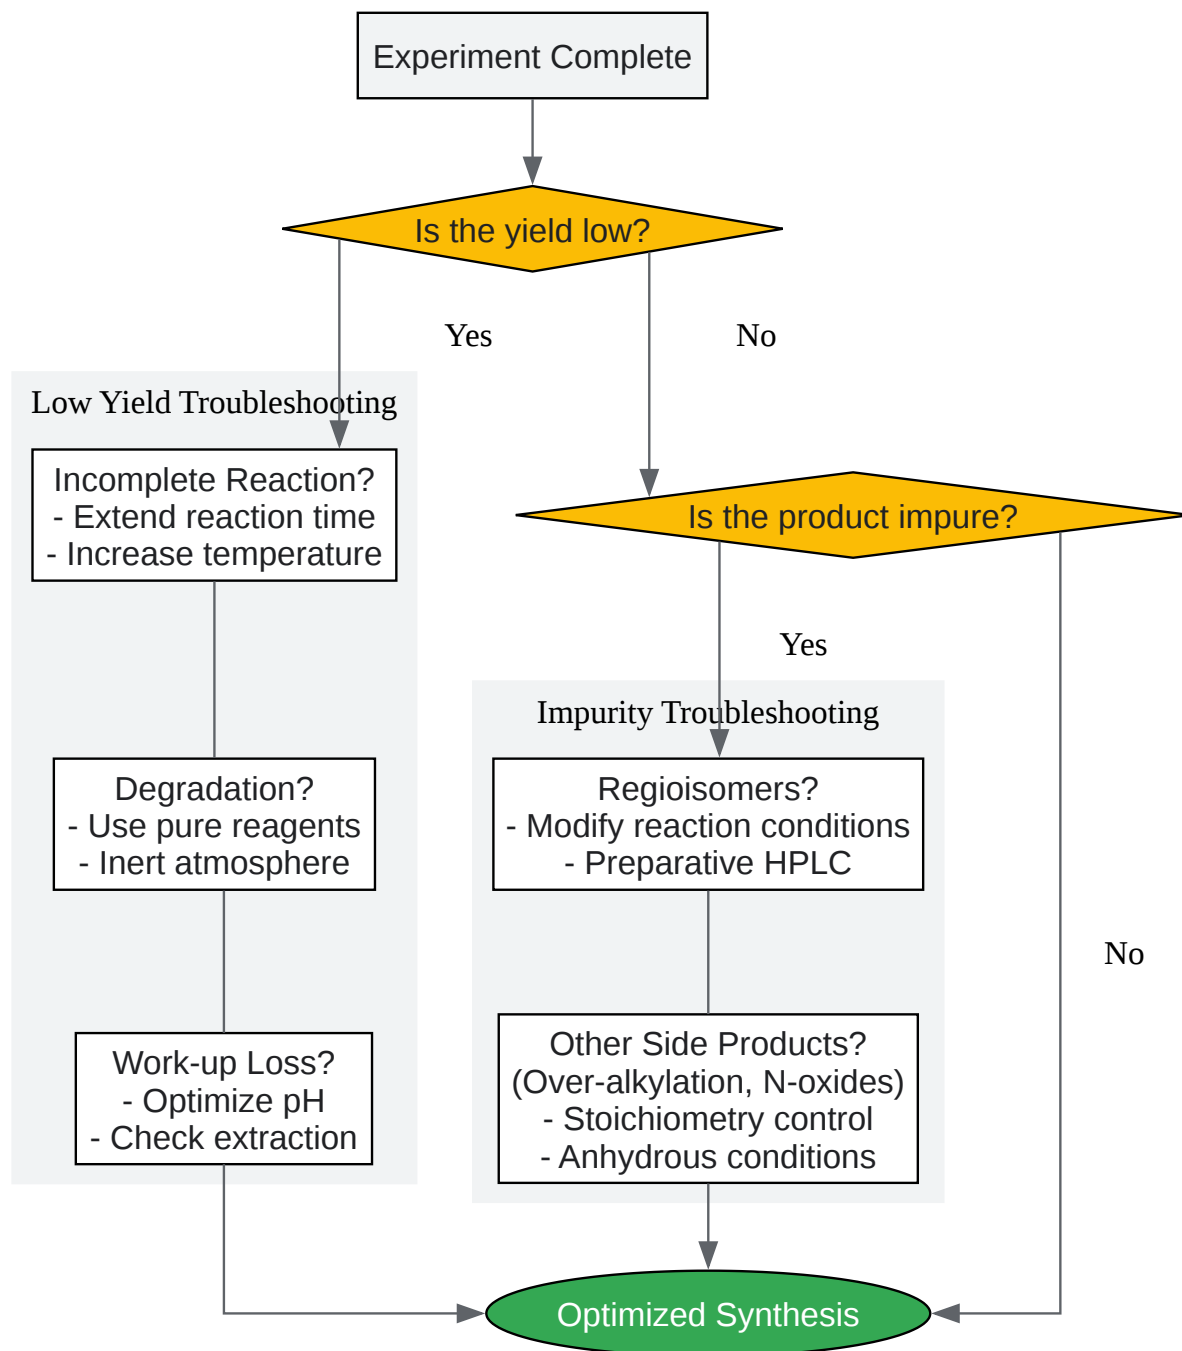 Experiment Complete
Is the yield low?
Yes
No
Low Yield Troubleshooting
Incomplete Reaction?
- Extend reaction time
- Increase temperature
Is the product impure?
Yes
No
Degradation?
- Use pure reagents
- Inert atmosphere
Work-up Loss?
- Optimize pH
- Check extraction
Impurity Troubleshooting
Regioisomers?
- Modify reaction conditions
- Preparative HPLC
Other Side Products?
(Over-alkylation, N-oxides)
- Stoichiometry control
- Anhydrous conditions
Optimized Synthesis